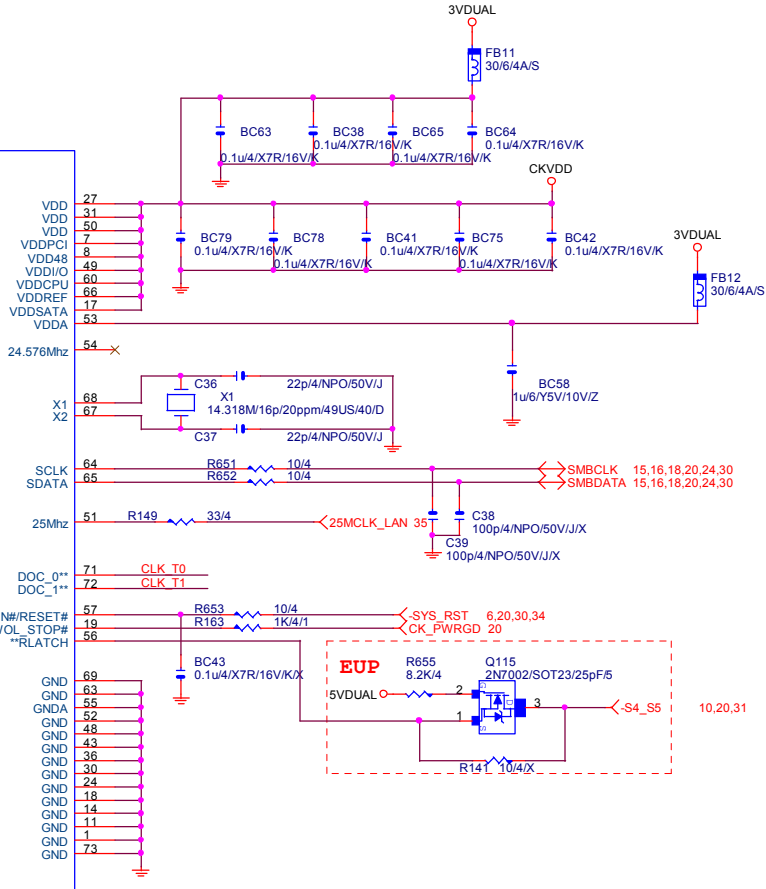 3VDUAL
FB11
30/6/4A/S
BC63
BC38
BC65
BC64
0.1u/4/X7R/16V/K
0.1u/4/X7R/16V/K
0.1u/4/X7R/16V/K
0.1u/4/X7R/16V/K
CKVDD
VDD 27
VDD 31
VDD 50
VDDPCI 7
VDD48 8
VDDI/O 49
VDDCPU 60
VDDREF 66
VDDSATA 17
VDDA 53
BC79
BC78
BC41
BC75
BC42
0.1u/4/X7R/16V/K
0.1u/4/X7R/16V/K
0.1u/4/X7R/16V/K
0.1u/4/X7R/16V/K
0.1u/4/X7R/16V/K
3VDUAL
FB12
30/6/4A/S
24.576Mhz 54
BC58
1u/6/Y5V/10V/Z
C36
22p/4/NPO/50V/J
X1 68
X2 67
X1
14.318M/16p/20ppm/49US/40/D
C37
22p/4/NPO/50V/J
SCLK 64 R651 10/4 SMBCLK 15,16,18,20,24,30
SDATA 65 R652 10/4 SMBDATA 15,16,18,20,24,30
25Mhz 51 R149 33/4 25MCLK_LAN 35
C38
100p/4/NPO/50V/J/X
C39
100p/4/NPO/50V/J/X
DOC_0** 71 CLK_T0
DOC_1** 72 CLK_T1
N#/RESET# 57 R653 10/4 -SYS_RST 6,20,30,34
/OL_STOP# 19 R163 1K/4/1 CK_PWRGD 20
**RLATCH 56
BC43
0.1u/4/X7R/16V/K/X
EUP
R655
8.2K/4
Q115
2N7002/SOT23/25pF/5
5VDUAL
2
G
D
S
1
3
-S4_S5 10,20,31
R141 10/4/X
GND 69
GND 63
GNDA 55
GND 52
GND 48
GND 43
GND 36
GND 30
GND 24
GND 18
GND 14
GND 11
GND 1
GND 73